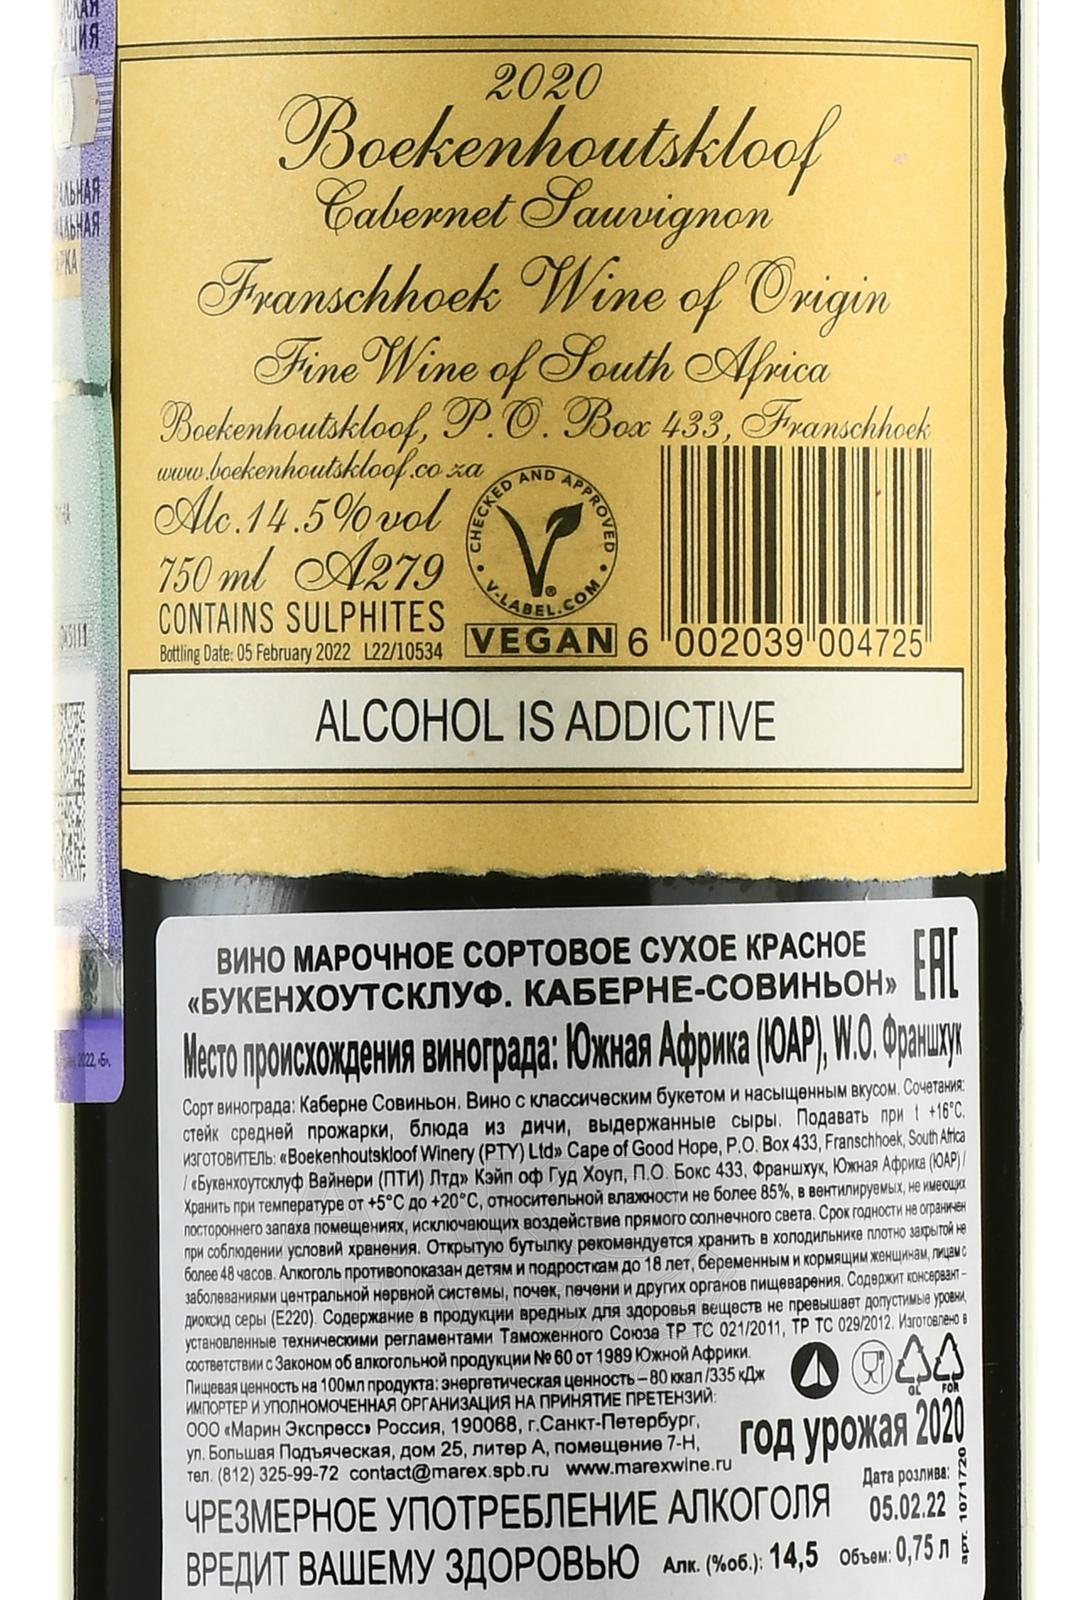 2020
Boekenhoutskloof
Cabernet Sauvignon
Franschhoek Wine of Origin
Fine Wine of South Africa
Boekenhoutskloof, P.O. Box 433, Franschhoek
www.boekenhoutskloof.co.za
Alc. 14.5% vol
750 ml A279
CONTAINS SULPHITES
Bottling Date: 05 February 2022 L22/10534
CHECKED AND APPROVED
V-LABEL.COM
VEGAN
6 002039 004725
ALCOHOL IS ADDICTIVE
ВИНО МАРОЧНОЕ СОРТОВОЕ СУХОЕ КРАСНОЕ
«БУКЕНХОУТСКЛУФ. КАБЕРНЕ-СОВИНЬОН»
EAC
Место происхождения винограда: Южная Африка (ЮАР), W.O. Франшхук
Сорт винограда: Каберне Совиньон. Вино с классическим букетом и насыщенным вкусом. Сочетания:
стейк средней прожарки, блюда из дичи, выдержанные сыры. Подавать при t +16°C.
ИЗГОТОВИТЕЛЬ: «Boekenhoutskloof Winery (PTY) Ltd» Cape of Good Hope, P.O. Box 433, Franschhoek, South Africa
/ «Букенхоутсклуф Вайнери (ПТИ) Лтд» Кэйп оф Гуд Хоуп, П.О. Бокс 433, Франшхук, Южная Африка (ЮАР) /
Хранить при температуре от +5°C до +20°C, относительной влажности не более 85%, в вентилируемых, не имеющих
постороннего запаха помещениях, исключающих воздействие прямого солнечного света. Срок годности не ограничен
при соблюдении условий хранения. Открытую бутылку рекомендуется хранить в холодильнике плотно закрытой не
более 48 часов. Алкоголь противопоказан детям и подросткам до 18 лет, беременным и кормящим женщинам, лицам с
заболеваниями центральной нервной системы, почек, печени и других органов пищеварения. Содержит консервант -
диоксид серы (Е220). Содержание в продукции вредных для здоровья веществ не превышает допустимые уровни,
установленные техническими регламентами Таможенного Союза ТР ТС 021/2011, ТР ТС 029/2012. Изготовлено в
соответствии с Законом об алкогольной продукции № 60 от 1989 Южной Африки.
Пищевая ценность на 100мл продукта: энергетическая ценность – 80 ккал /335 кДж
ИМПОРТЕР И УПОЛНОМОЧЕННАЯ ОРГАНИЗАЦИЯ НА ПРИНЯТИЕ ПРЕТЕНЗИЙ:
ООО «Марин Экспресс» Россия, 190068, г.Санкт-Петербург,
ул. Большая Подъяческая, дом 25, литер А, помещение 7-Н,
тел. (812) 325-99-72 contact@marex.spb.ru www.marexwine.ru
GL FOR
год урожая 2020
Дата розлива:
05.02.22
арт. 1071720
ЧРЕЗМЕРНОЕ УПОТРЕБЛЕНИЕ АЛКОГОЛЯ
ВРЕДИТ ВАШЕМУ ЗДОРОВЬЮ
Алк. (%об.): 14,5 Объем: 0,75 л